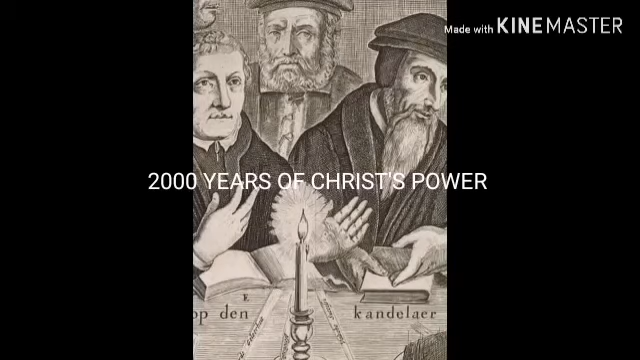 Made with KINEMASTER
2000 YEARS OF CHRIST'S POWER
op den kandelaer